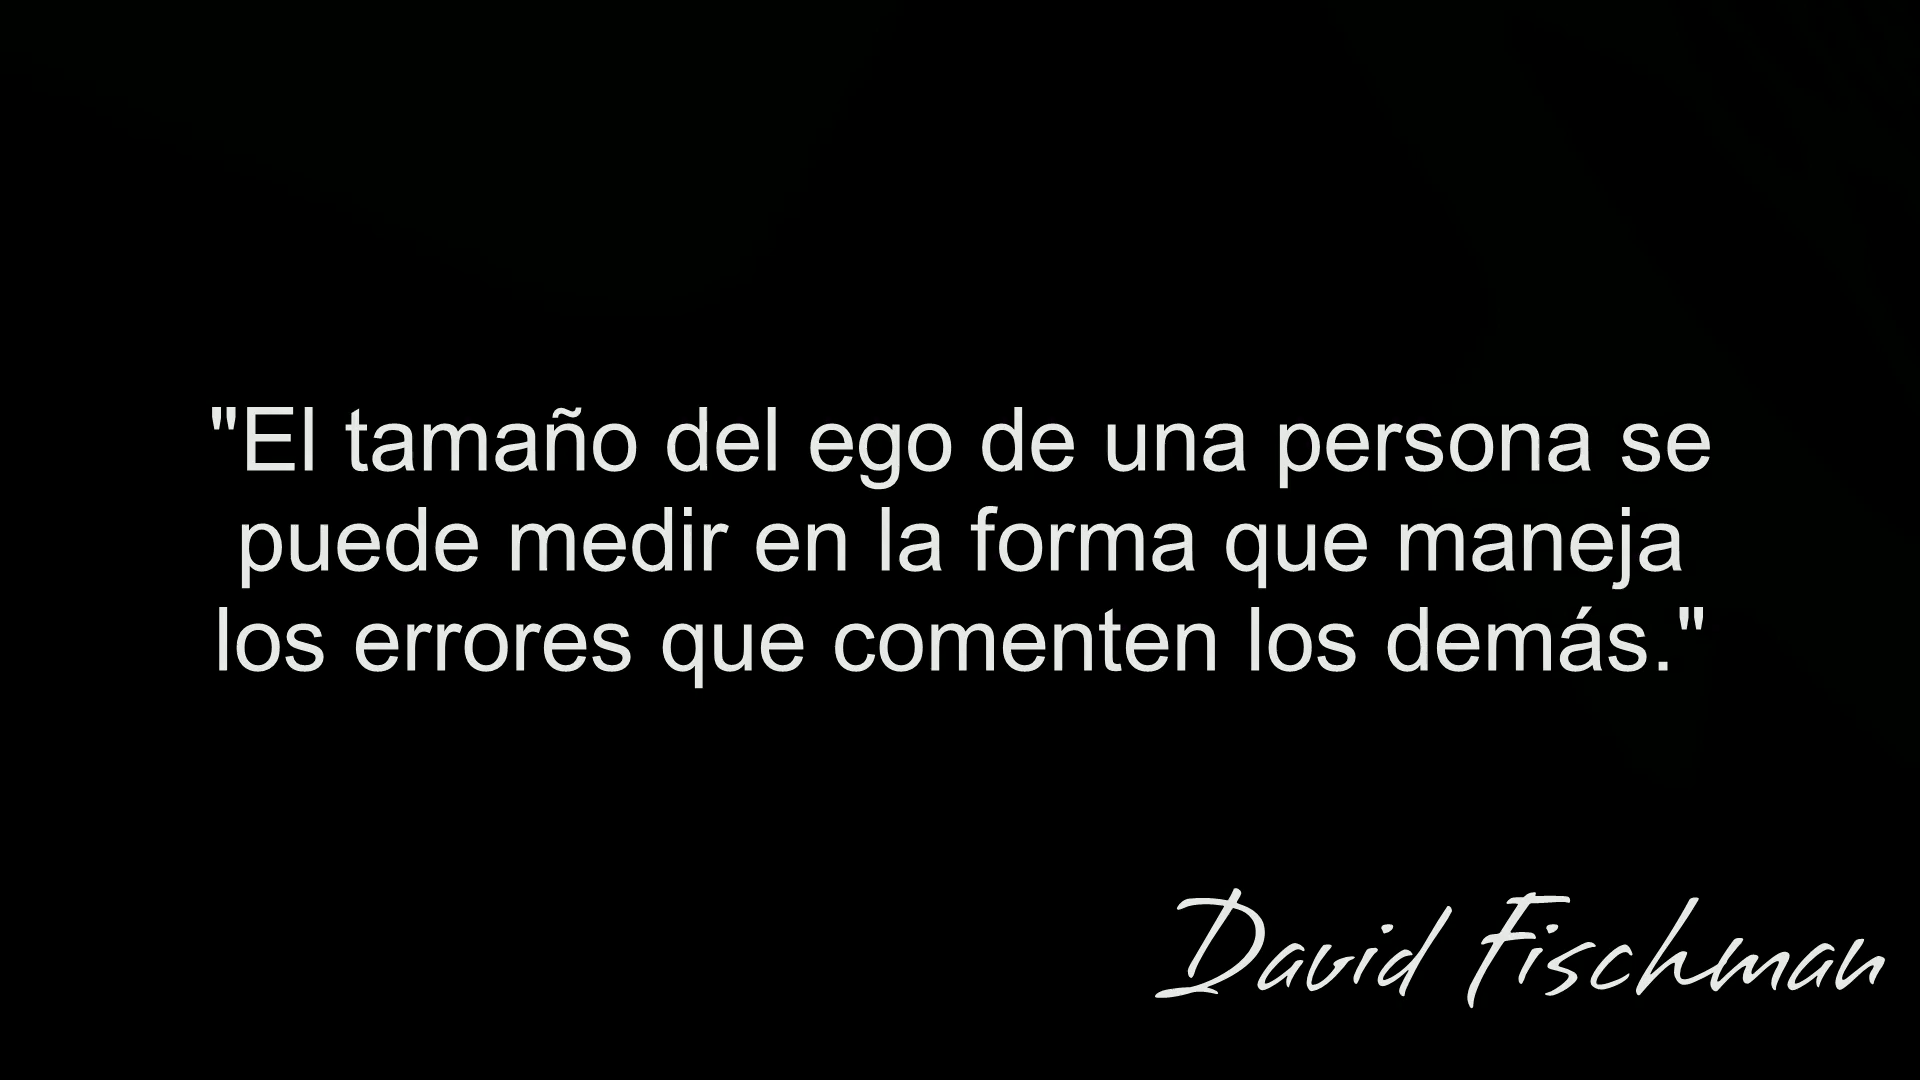 "El tamaño del ego de una persona se
puede medir en la forma que maneja
los errores que comenten los demás."
David Fischman